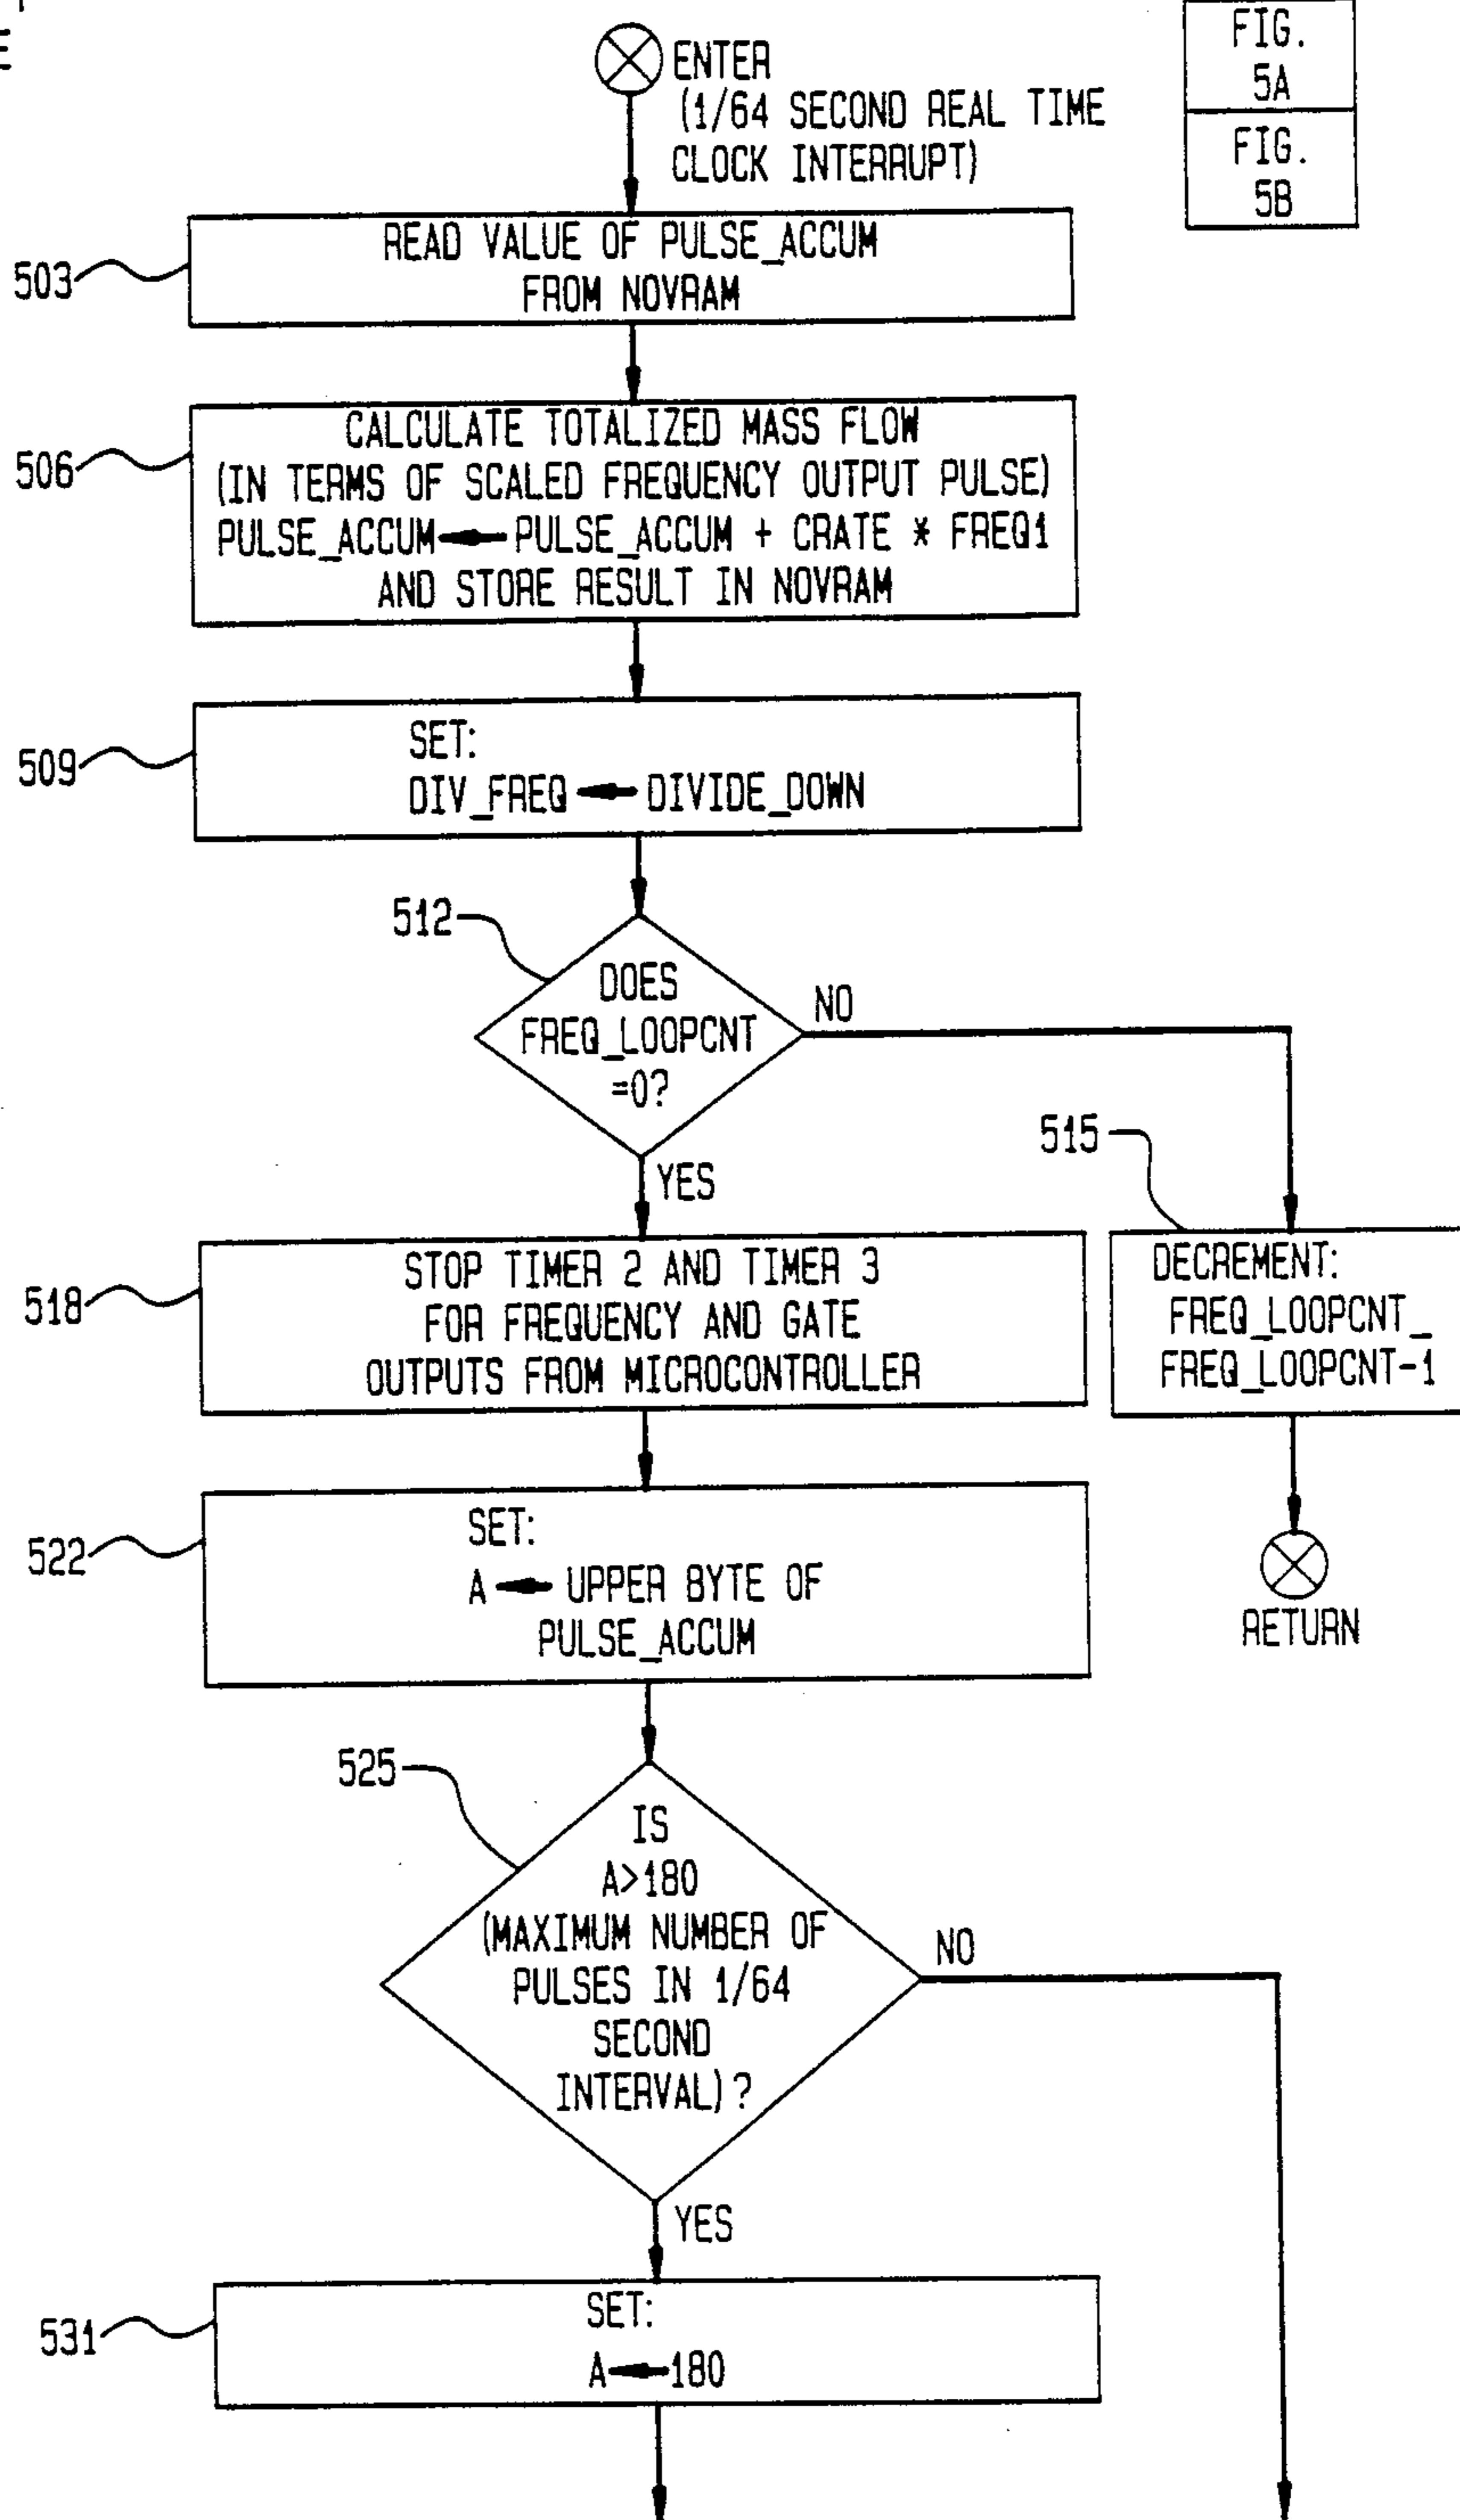 E
FIG.
5A
FIG.
5B
ENTER
(1/64 SECOND REAL TIME
CLOCK INTERRUPT)
503
READ VALUE OF PULSE_ACCUM
FROM NOVRAM
506
CALCULATE TOTALIZED MASS FLOW
(IN TERMS OF SCALED FREQUENCY OUTPUT PULSE)
PULSE_ACCUM ← PULSE_ACCUM + CRATE * FREQ1
AND STORE RESULT IN NOVRAM
509
SET:
DIV_FREQ ← DIVIDE_DOWN
512
DOES
FREQ_LOOPCNT
=0?
NO
YES
515
DECREMENT:
FREQ_LOOPCNT_
FREQ_LOOPCNT-1
RETURN
518
STOP TIMER 2 AND TIMER 3
FOR FREQUENCY AND GATE
OUTPUTS FROM MICROCONTROLLER
522
SET:
A ← UPPER BYTE OF
PULSE_ACCUM
525
IS
A>180
(MAXIMUM NUMBER OF
PULSES IN 1/64
SECOND
INTERVAL)?
NO
YES
531
SET:
A ← 180